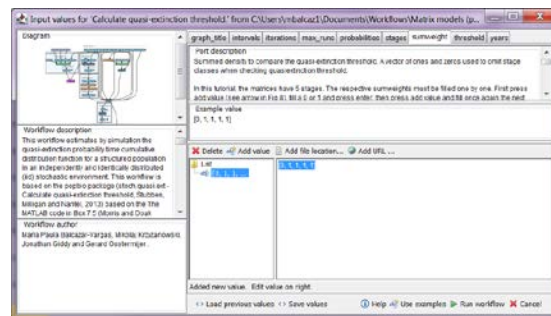 Input values for 'Calculate quasi-extinction threshold.' from C:\Users\mbalcaz1\Documents\Workflows\Matrix models (p...
Diagram
graph_title intervals iterations max_runs probabilities stages sumweight threshold years
Port description
Summed density to compare the quasi-extinction threshold. A vector of ones and zeros used to omit stage
classes when checking quasi-extinction threshold.
In this tutorial, the matrices have 5 stages. The respective sumweights must be filled one by one. First press
add value (see arrow in Fig 8), fill a 0 or 1 and press enter, then press add value and fill once again the next
Example value
[0, 1, 1, 1, 1]
Workflow description
This workflow estimates by simulation the
quasi-extinction probability time cumulative
distribution function for a structured population
in an independently and identically distributed
(iid) stochastic environment. This workflow is
based on the popbio package (stoch.quasi.ext -
Calculate quasi-extinction threshold, Stubben,
Milligan and Nantel, 2013) based on the The
MATLAB code in Box 7.5 (Morris and Doak
Workflow author
Maria Paula Balcazar-Vargas, Mikolaj Krzyzanowski,
Jonathan Giddy and Gerard Oostermijer.
Delete Add value Add file location... Add URL ...
List
[0, 1, 1, ...
[0, 1, 1, 1, 1]
Added new value. Edit value on right.
Load previous values Save values Help Use examples Run workflow Cancel